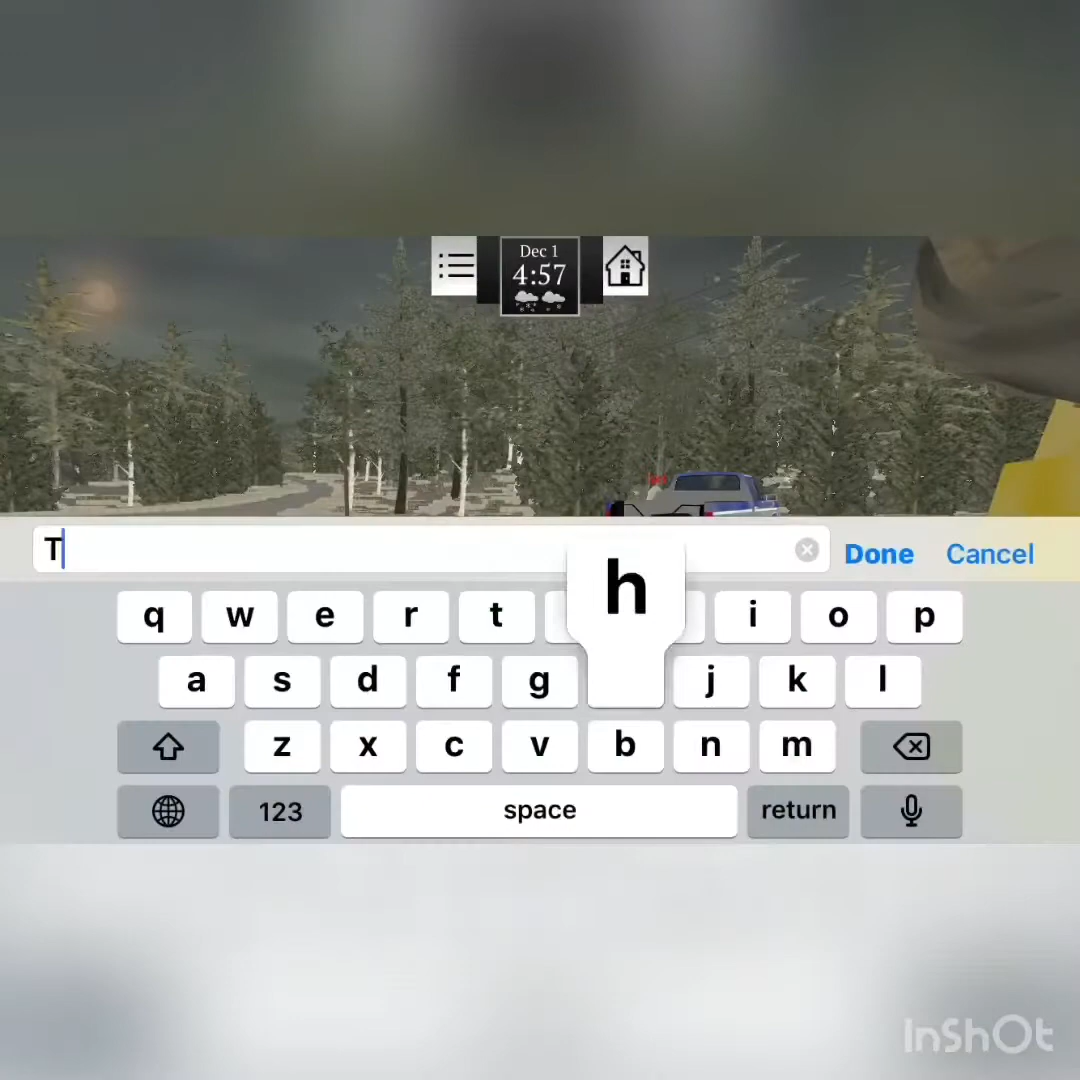 Dec 1
4:57
T
Done
Cancel
h
q w e r t i o p
a s d f g j k l
z x c v b n m
123
space
return
InShOt